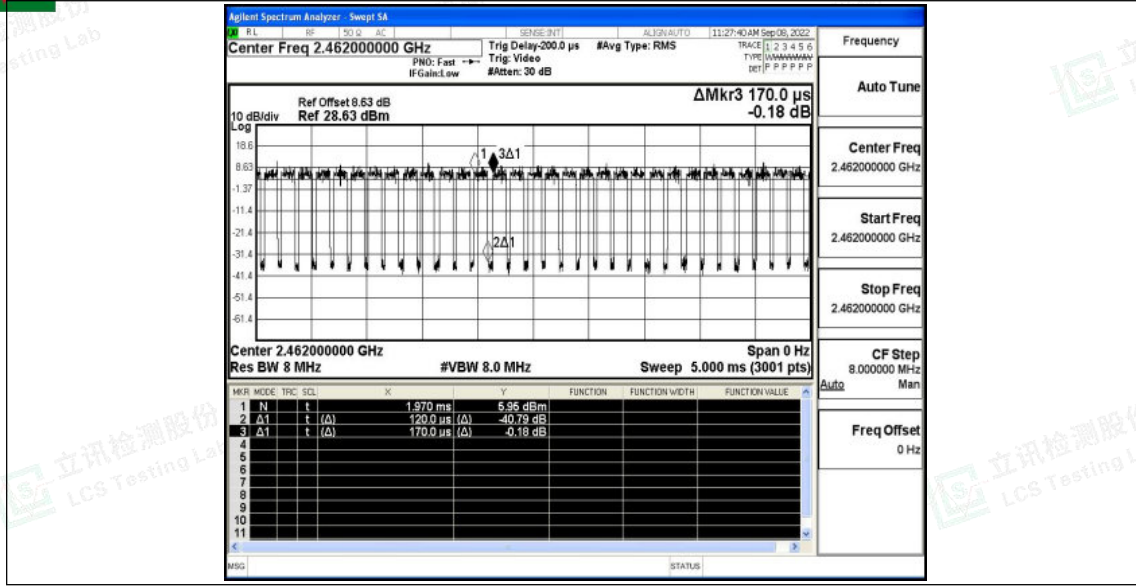 Agilent Spectrum Analyzer - Swept SA
RL RF 50 Ω AC SENSE:INT ALIGNAUTO 11:27:40 AM Sep 08, 2022
Center Freq 2.462000000 GHz
PNO: Fast
IFGain:Low
Trig Delay-200.0 µs
Trig: Video
#Atten: 30 dB
#Avg Type: RMS
TRACE 1 2 3 4 5 6
TYPE
DET P P P P P P
ΔMkr3 170.0 µs
-0.18 dB
Ref Offset 8.63 dB
10 dB/div Ref 28.63 dBm
Log
18.6
8.63
-1.37
-11.4
-21.4
-31.4
-41.4
-51.4
-61.4
1
3Δ1
2Δ1
Center 2.462000000 GHz Span 0 Hz
Res BW 8 MHz #VBW 8.0 MHz Sweep 5.000 ms (3001 pts)
MKR MODE TRC SCL X Y FUNCTION FUNCTION WIDTH FUNCTION VALUE
1 N t 1.970 ms 5.95 dBm
2 Δ1 t (Δ) 120.0 µs (Δ) -40.79 dB
3 Δ1 t (Δ) 170.0 µs (Δ) -0.18 dB
4
5
6
7
8
9
10
11
MSG STATUS
Frequency
Auto Tune
Center Freq
2.462000000 GHz
Start Freq
2.462000000 GHz
Stop Freq
2.462000000 GHz
CF Step
8.000000 MHz
Auto Man
Freq Offset
0 Hz
立讯检测股份
LCS Testing Lab
立讯检测股份
LCS Testing L